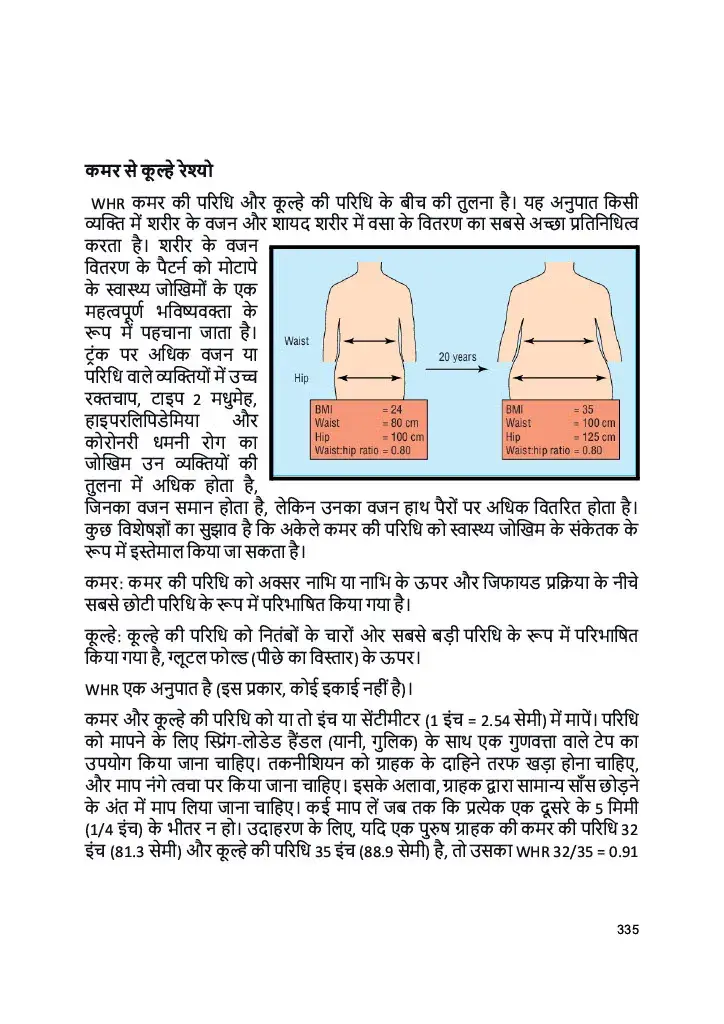 कमर से कूल्हे रेश्यो
WHR कमर की परिधि और कूल्हे की परिधि के बीच की तुलना है। यह अनुपात किसी
व्यक्ति में शरीर के वजन और शायद शरीर में वसा के वितरण का सबसे अच्छा प्रतिनिधित्व
करता है। शरीर के वजन
वितरण के पैटर्न को मोटापे
के स्वास्थ्य जोखिमों के एक
महत्वपूर्ण भविष्यवक्ता के
रूप में पहचाना जाता है।
ट्रंक पर अधिक वजन या
परिधि वाले व्यक्तियों में उच्च
रक्तचाप, टाइप 2 मधुमेह,
हाइपरलिपिडेमिया और
कोरोनरी धमनी रोग का
जोखिम उन व्यक्तियों की
तुलना में अधिक होता है,
Waist
Hip
20 years
BMI = 24
Waist = 80 cm
Hip = 100 cm
Waist:hip ratio = 0.80
BMI = 35
Waist = 100 cm
Hip = 125 cm
Waist:hip ratio = 0.80
जिनका वजन समान होता है, लेकिन उनका वजन हाथ पैरों पर अधिक वितरित होता है।
कुछ विशेषज्ञों का सुझाव है कि अकेले कमर की परिधि को स्वास्थ्य जोखिम के संकेतक के
रूप में इस्तेमाल किया जा सकता है।
कमर: कमर की परिधि को अक्सर नाभि या नाभि के ऊपर और जिफायड प्रक्रिया के नीचे
सबसे छोटी परिधि के रूप में परिभाषित किया गया है।
कूल्हे: कूल्हे की परिधि को नितंबों के चारों ओर सबसे बड़ी परिधि के रूप में परिभाषित
किया गया है, ग्लूटल फोल्ड (पीछे का विस्तार) के ऊपर।
WHR एक अनुपात है (इस प्रकार, कोई इकाई नहीं है)।
कमर और कूल्हे की परिधि को या तो इंच या सेंटीमीटर (1 इंच = 2.54 सेमी) में मापें। परिधि
को मापने के लिए स्प्रिंग-लोडेड हैंडल (यानी, गुलिक) के साथ एक गुणवत्ता वाले टेप का
उपयोग किया जाना चाहिए। तकनीशियन को ग्राहक के दाहिने तरफ खड़ा होना चाहिए,
और माप नंगे त्वचा पर किया जाना चाहिए। इसके अलावा, ग्राहक द्वारा सामान्य साँस छोड़ने
के अंत में माप लिया जाना चाहिए। कई माप लें जब तक कि प्रत्येक एक दूसरे के 5 मिमी
(1/4 इंच) के भीतर न हो। उदाहरण के लिए, यदि एक पुरुष ग्राहक की कमर की परिधि 32
इंच (81.3 सेमी) और कूल्हे की परिधि 35 इंच (88.9 सेमी) है, तो उसका WHR 32/35 = 0.91
335